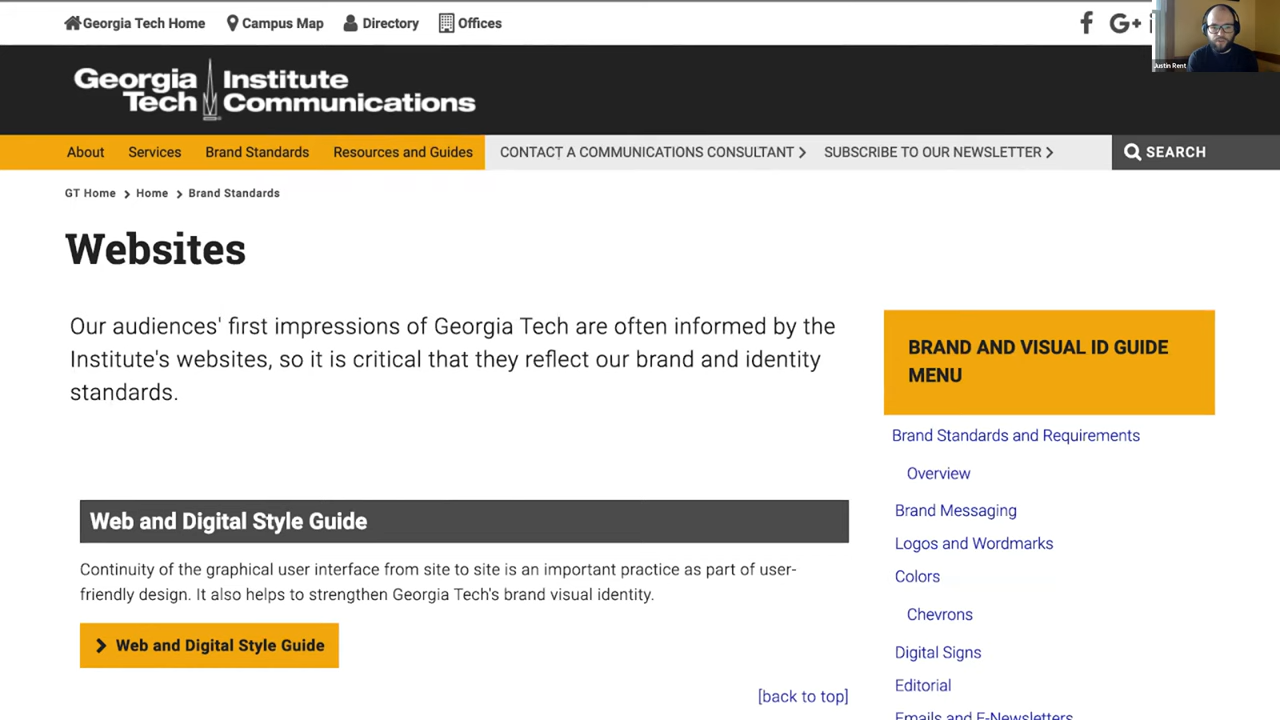 Georgia Tech Home
Campus Map
Directory
Offices
G+
Justin Rent
Georgia Tech
Institute Communications
About
Services
Brand Standards
Resources and Guides
CONTACT A COMMUNICATIONS CONSULTANT
SUBSCRIBE TO OUR NEWSLETTER
SEARCH
GT Home
Home
Brand Standards
Websites
Our audiences' first impressions of Georgia Tech are often informed by the
Institute's websites, so it is critical that they reflect our brand and identity
standards.
Web and Digital Style Guide
Continuity of the graphical user interface from site to site is an important practice as part of user-
friendly design. It also helps to strengthen Georgia Tech's brand visual identity.
Web and Digital Style Guide
[back to top]
BRAND AND VISUAL ID GUIDE
MENU
Brand Standards and Requirements
Overview
Brand Messaging
Logos and Wordmarks
Colors
Chevrons
Digital Signs
Editorial
Emails and E-Newsletters